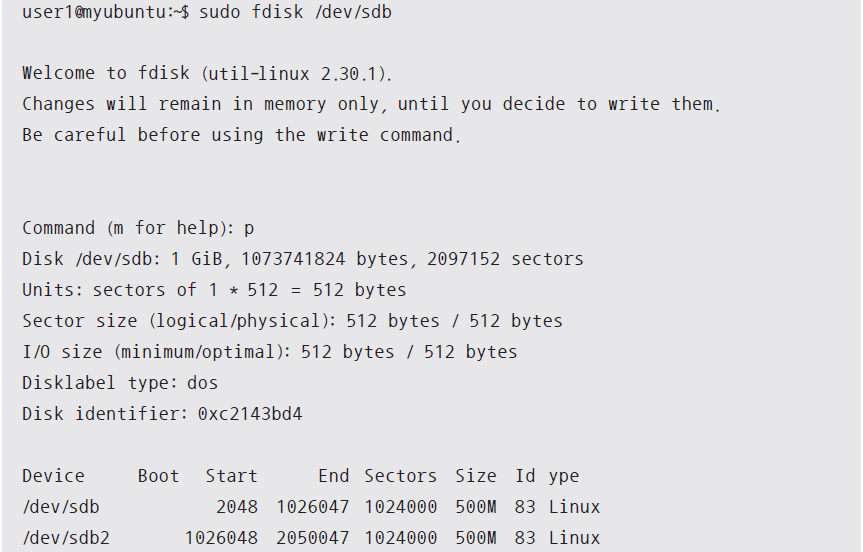 user1@myubuntu:~$ sudo fdisk /dev/sdb
Welcome to fdisk (util-linux 2.30.1).
Changes will remain in memory only, until you decide to write them.
Be careful before using the write command.
Command (m for help): p
Disk /dev/sdb: 1 GiB, 1073741824 bytes, 2097152 sectors
Units: sectors of 1 * 512 = 512 bytes
Sector size (logical/physical): 512 bytes / 512 bytes
I/O size (minimum/optimal): 512 bytes / 512 bytes
Disklabel type: dos
Disk identifier: 0xc2143bd4
Device Boot Start End Sectors Size Id ype
/dev/sdb 2048 1026047 1024000 500M 83 Linux
/dev/sdb2 1026048 2050047 1024000 500M 83 Linux